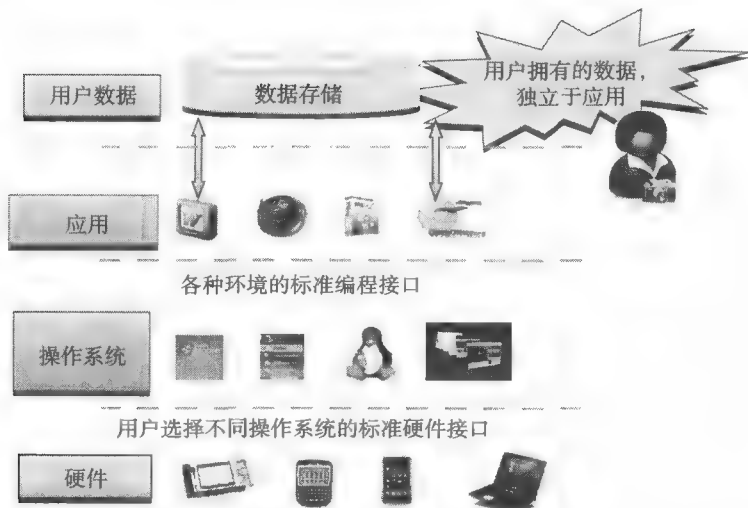 用户数据
数据存储
用户拥有的数据，
独立于应用
应用
W
各种环境的标准编程接口
操作系统
用户选择不同操作系统的标准硬件接口
硬件